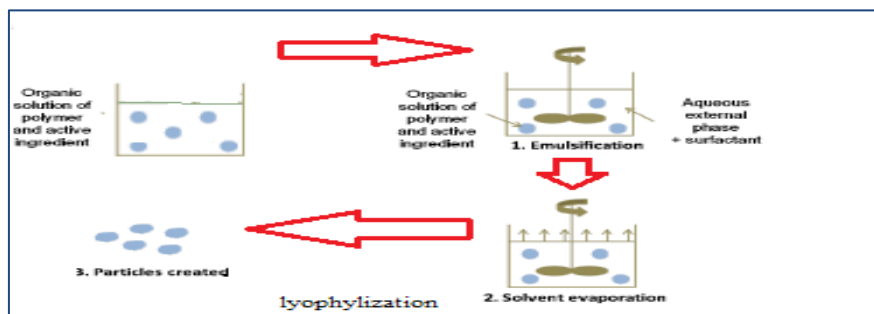 Organic
solution of
polymer
and active
ingredient
Organic
solution of
polymer
and active
ingredient
Aqueous
external
phase
+ surfactant
1. Emulsification
3. Particles created
2. Solvent evaporation
lyophylization